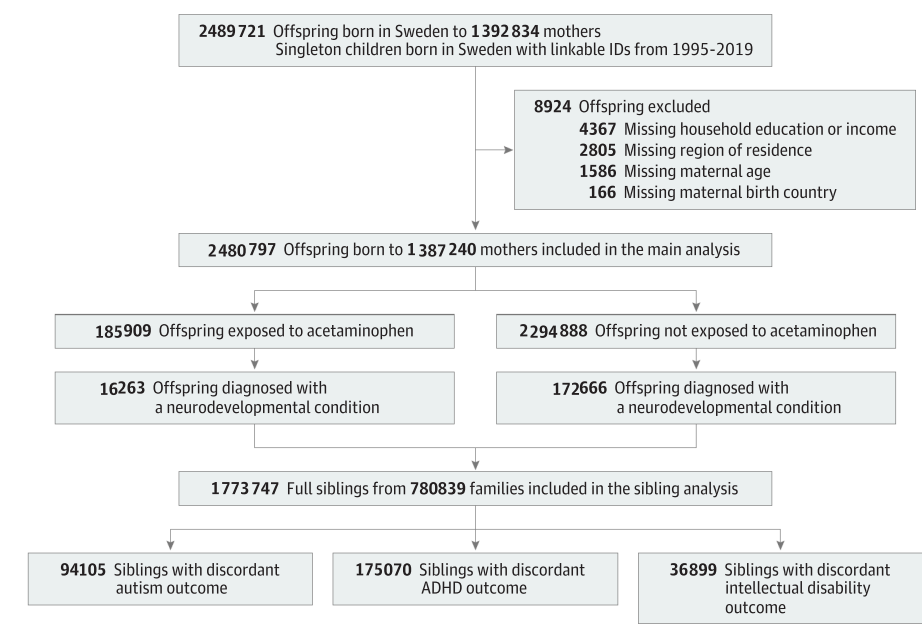 2489721 Offspring born in Sweden to 1392834 mothers
Singleton children born in Sweden with linkable IDs from 1995-2019
8924 Offspring excluded
4367 Missing household education or income
2805 Missing region of residence
1586 Missing maternal age
166 Missing maternal birth country
2480797 Offspring born to 1387240 mothers included in the main analysis
185909 Offspring exposed to acetaminophen
2294888 Offspring not exposed to acetaminophen
16263 Offspring diagnosed with
a neurodevelopmental condition
172666 Offspring diagnosed with
a neurodevelopmental condition
1773747 Full siblings from 780839 families included in the sibling analysis
94105 Siblings with discordant
autism outcome
175070 Siblings with discordant
ADHD outcome
36899 Siblings with discordant
intellectual disability
outcome